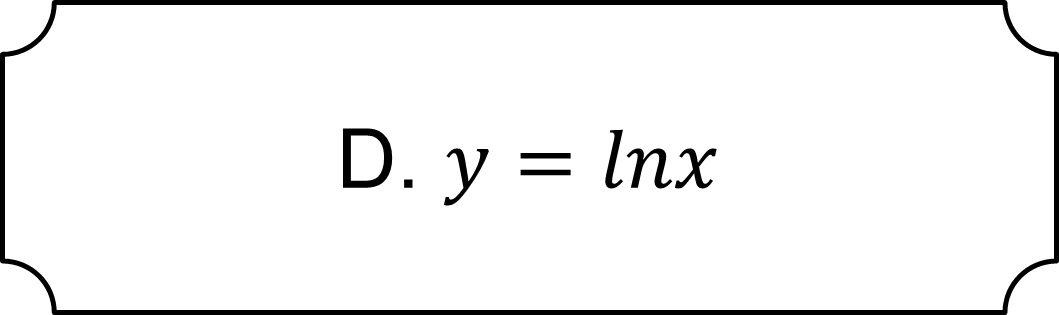 D. y = lnx